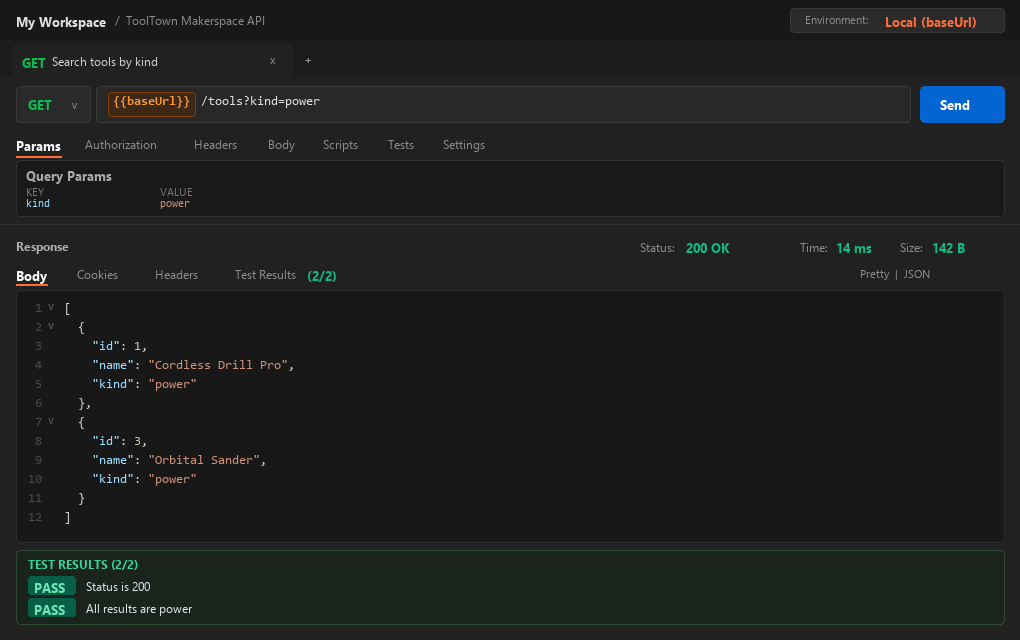 My Workspace / ToolTown Makerspace API Environment: Local (baseUrl)
GET Search tools by kind x +
GET v {{baseUrl}} /tools?kind=power Send
Params Authorization Headers Body Scripts Tests Settings
Query Params
KEY VALUE
kind power
Response Status: 200 OK Time: 14 ms Size: 142 B
Body Cookies Headers Test Results (2/2) Pretty | JSON
1 v [
2 v {
3 "id": 1,
4 "name": "Cordless Drill Pro",
5 "kind": "power"
6 },
7 v {
8 "id": 3,
9 "name": "Orbital Sander",
10 "kind": "power"
11 }
12 ]
TEST RESULTS (2/2)
PASS Status is 200
PASS All results are power